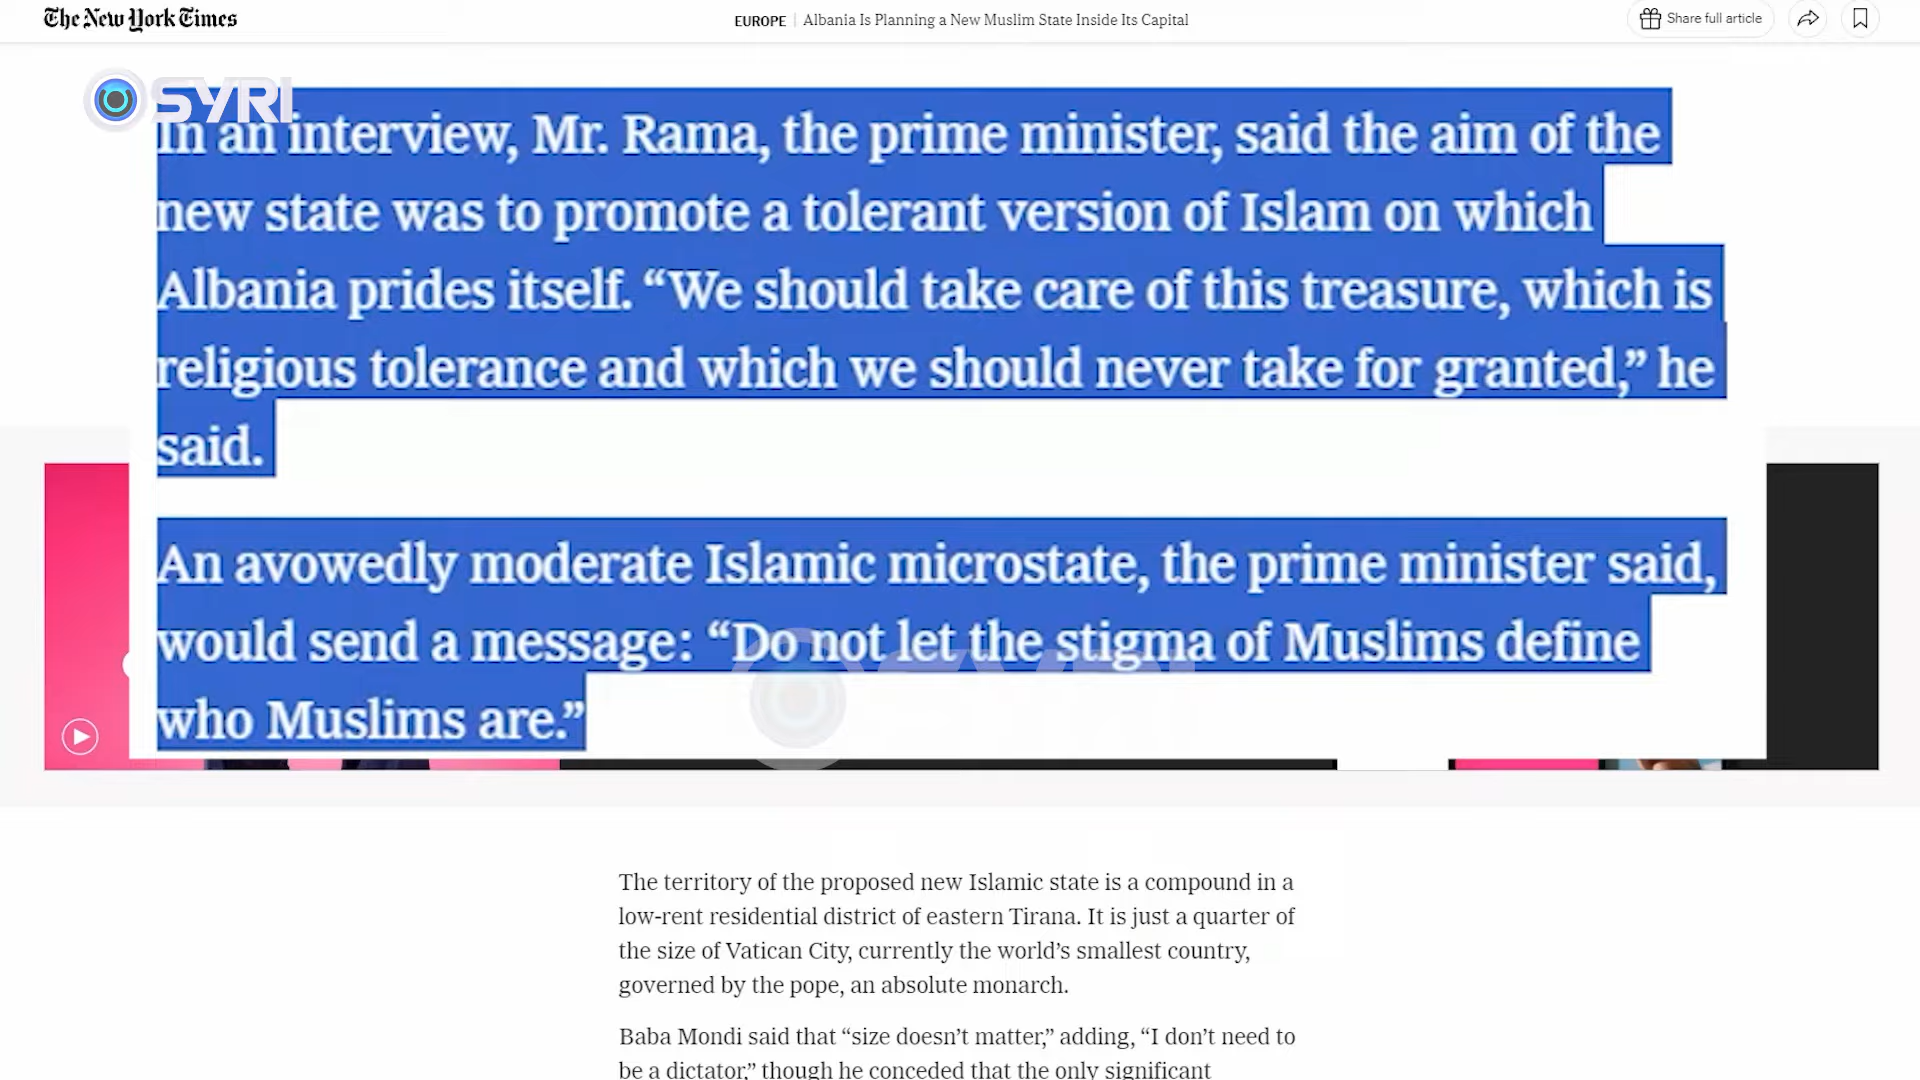 The New York Times
EUROPE | Albania Is Planning a New Muslim State Inside Its Capital
Share full article
SYRI
In an interview, Mr. Rama, the prime minister, said the aim of the
new state was to promote a tolerant version of Islam on which
Albania prides itself. “We should take care of this treasure, which is
religious tolerance and which we should never take for granted,” he
said.
An avowedly moderate Islamic microstate, the prime minister said,
would send a message: “Do not let the stigma of Muslims define
who Muslims are.”
SYRI
The territory of the proposed new Islamic state is a compound in a
low-rent residential district of eastern Tirana. It is just a quarter of
the size of Vatican City, currently the world’s smallest country,
governed by the pope, an absolute monarch.
Baba Mondi said that “size doesn’t matter,” adding, “I don’t need to
be a dictator,” though he conceded that the only significant